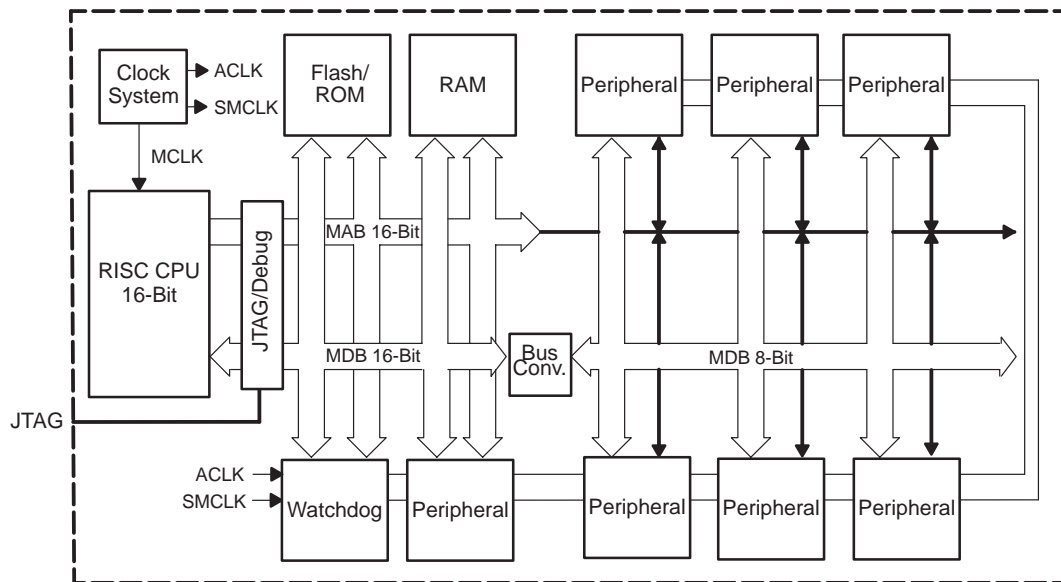 Clock
System
ACLK
SMCLK
Flash/
ROM
RAM
Peripheral
Peripheral
Peripheral
MCLK
RISC CPU
16-Bit
JTAG/Debug
MAB 16-Bit
MDB 16-Bit
Bus
Conv.
MDB 8-Bit
JTAG
ACLK
SMCLK
Watchdog
Peripheral
Peripheral
Peripheral
Peripheral